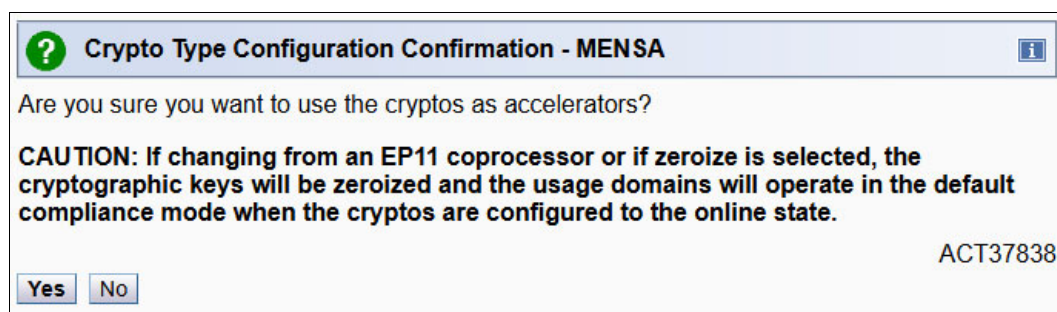 Crypto Type Configuration Confirmation - MENSA
Are you sure you want to use the cryptos as accelerators?
CAUTION: If changing from an EP11 coprocessor or if zeroize is selected, the
cryptographic keys will be zeroized and the usage domains will operate in the default
compliance mode when the cryptos are configured to the online state.
ACT37838
Yes No